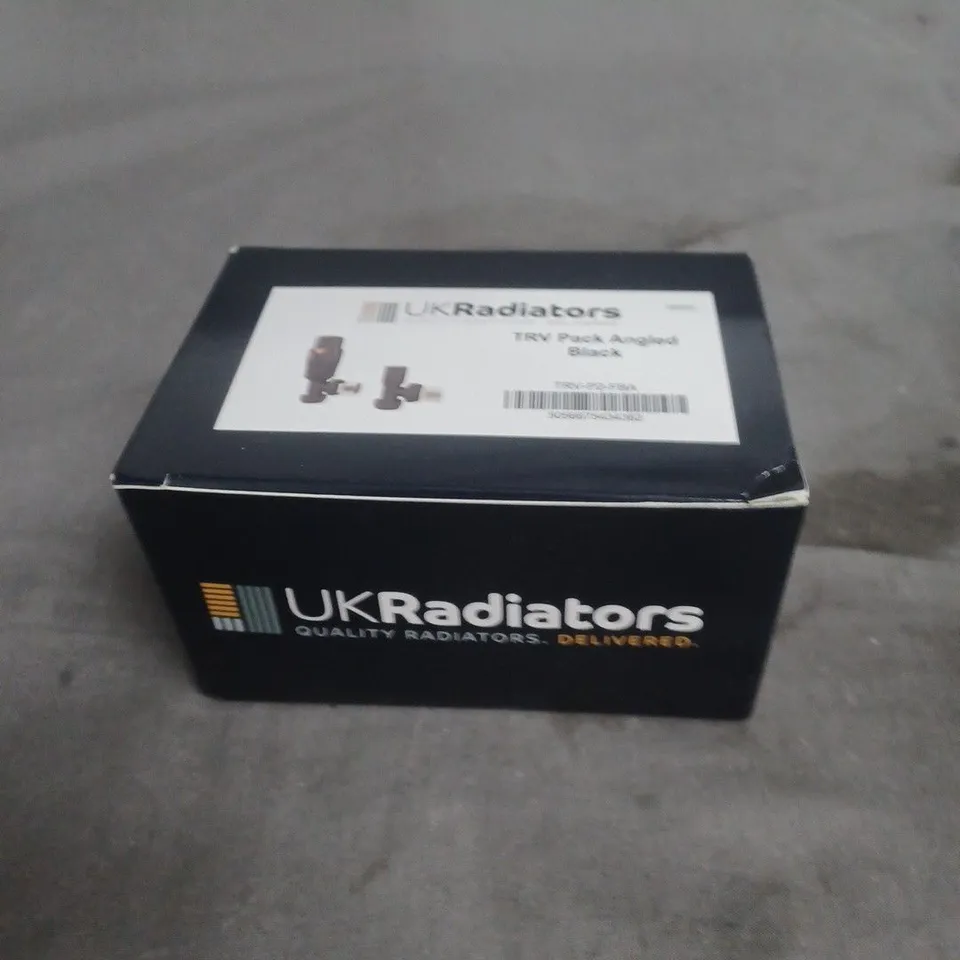 UKRadiators
TRV Pack Angled
Black
UKRadiators
QUALITY RADIATORS. DELIVERED.